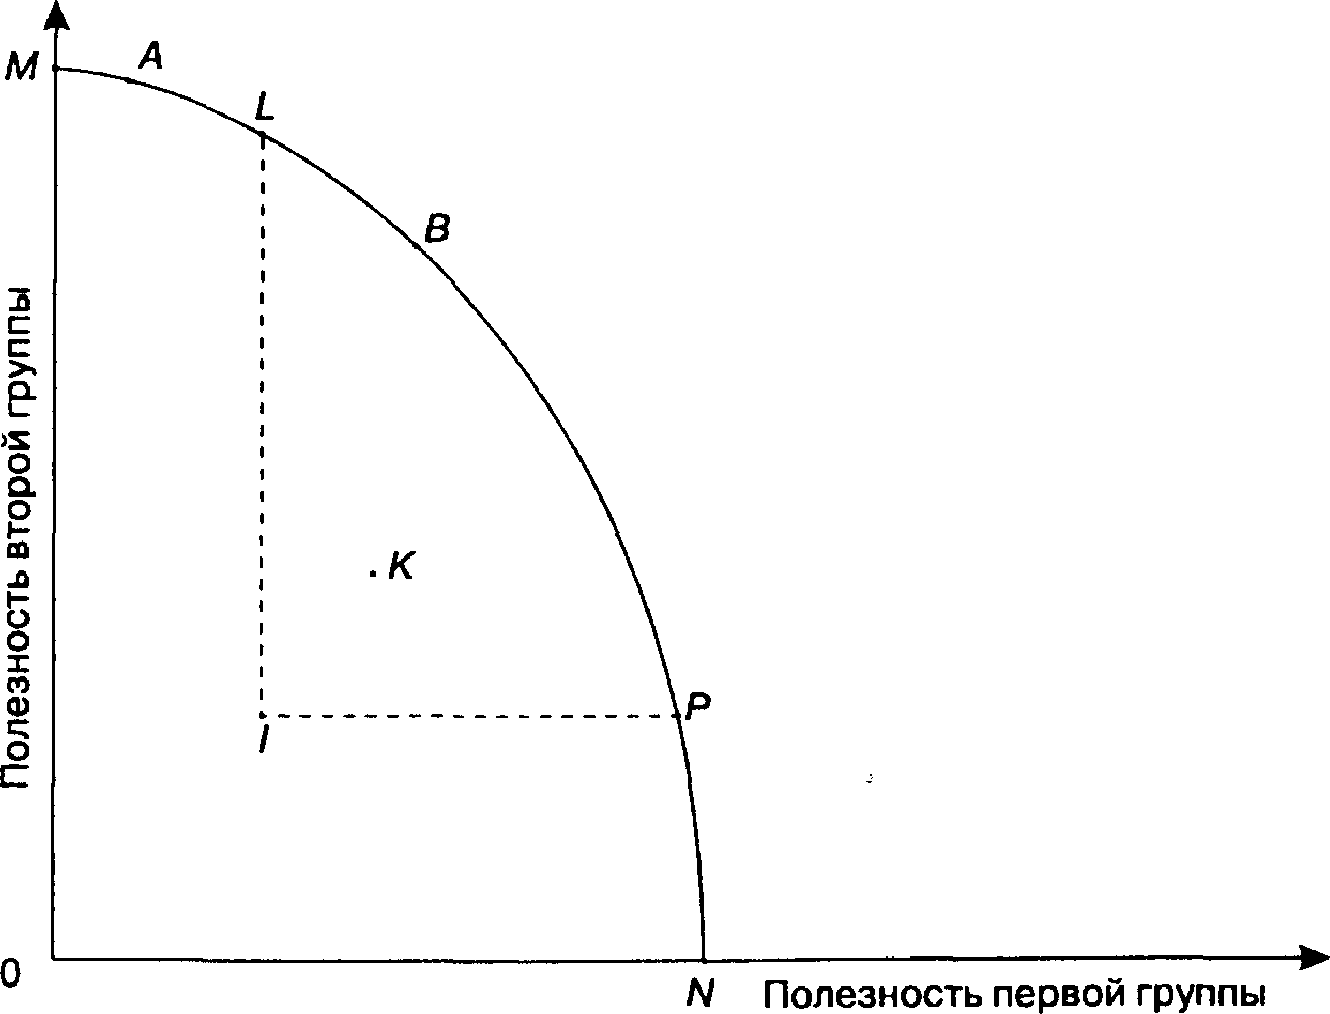 M
A
L
B
Полезность второй группы
K
P
I
0
N
Полезность первой группы